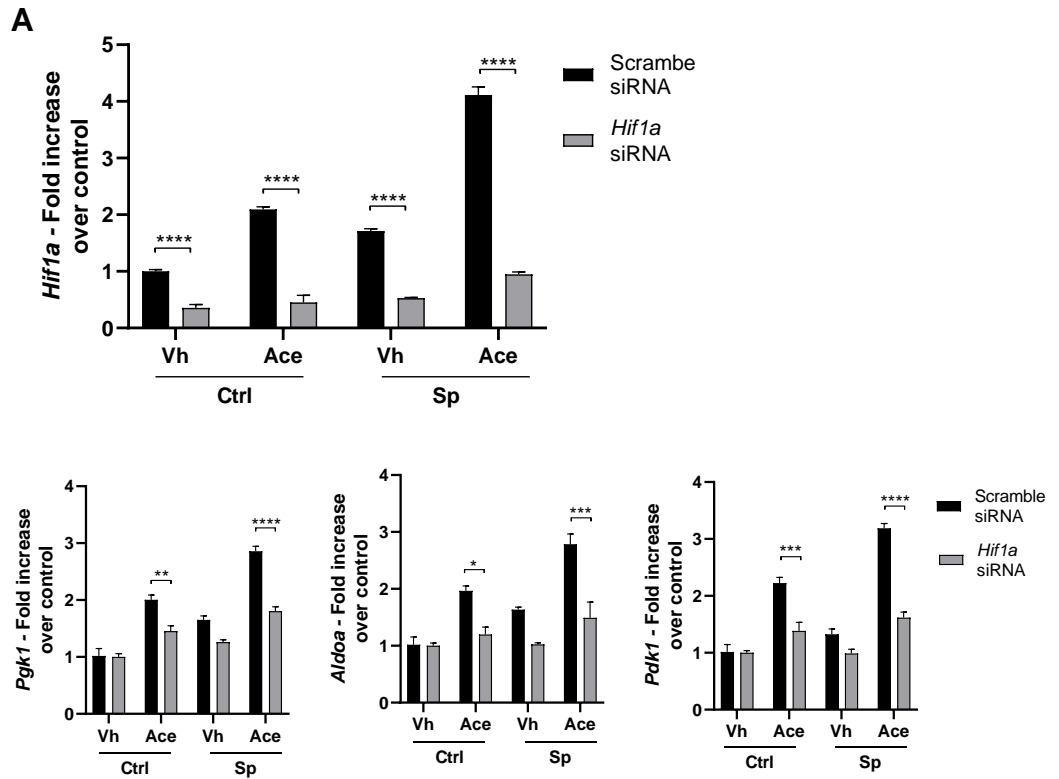 A
Hif1a - Fold increase
over control
5
4
3
2
1
0
****
****
****
****
Vh
Ace
Vh
Ace
Ctrl
Sp
Scrambe
siRNA
Hif1a
siRNA
Pgk1 - Fold increase
over control
4
3
2
1
0
**
****
Vh
Ace
Vh
Ace
Ctrl
Sp
Aldoa - Fold increase
over control
4
3
2
1
0
*
***
Vh
Ace
Vh
Ace
Ctrl
Sp
Pdk1 - Fold increase
over control
4
3
2
1
0
***
****
Vh
Ace
Vh
Ace
Ctrl
Sp
Scramble
siRNA
Hif1a
siRNA